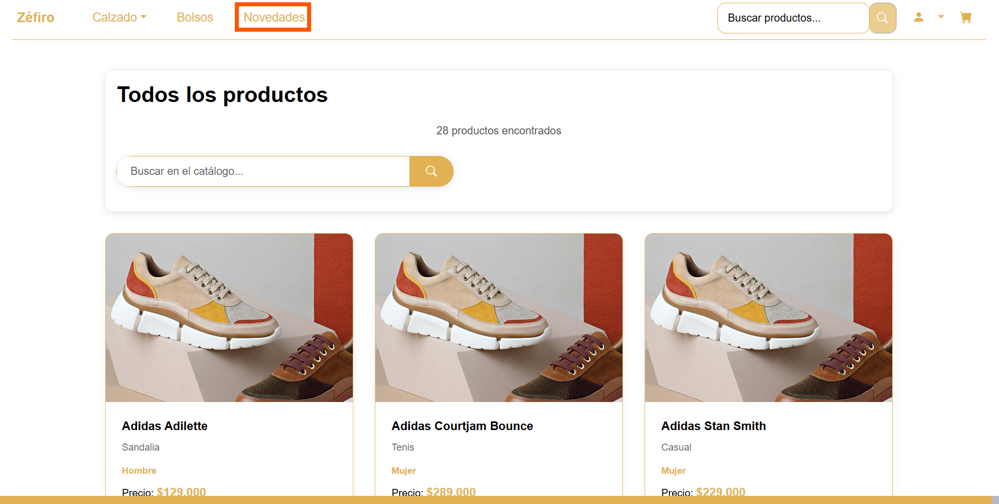 Zéfiro Calzado Bolsos Novedades Buscar productos...
Todos los productos
28 productos encontrados
Buscar en el catálogo...
Adidas Adilette
Sandalia
Hombre
Precio: $129.000
Adidas Courtjam Bounce
Tenis
Mujer
Precio: $289.000
Adidas Stan Smith
Casual
Mujer
Precio: $229.000